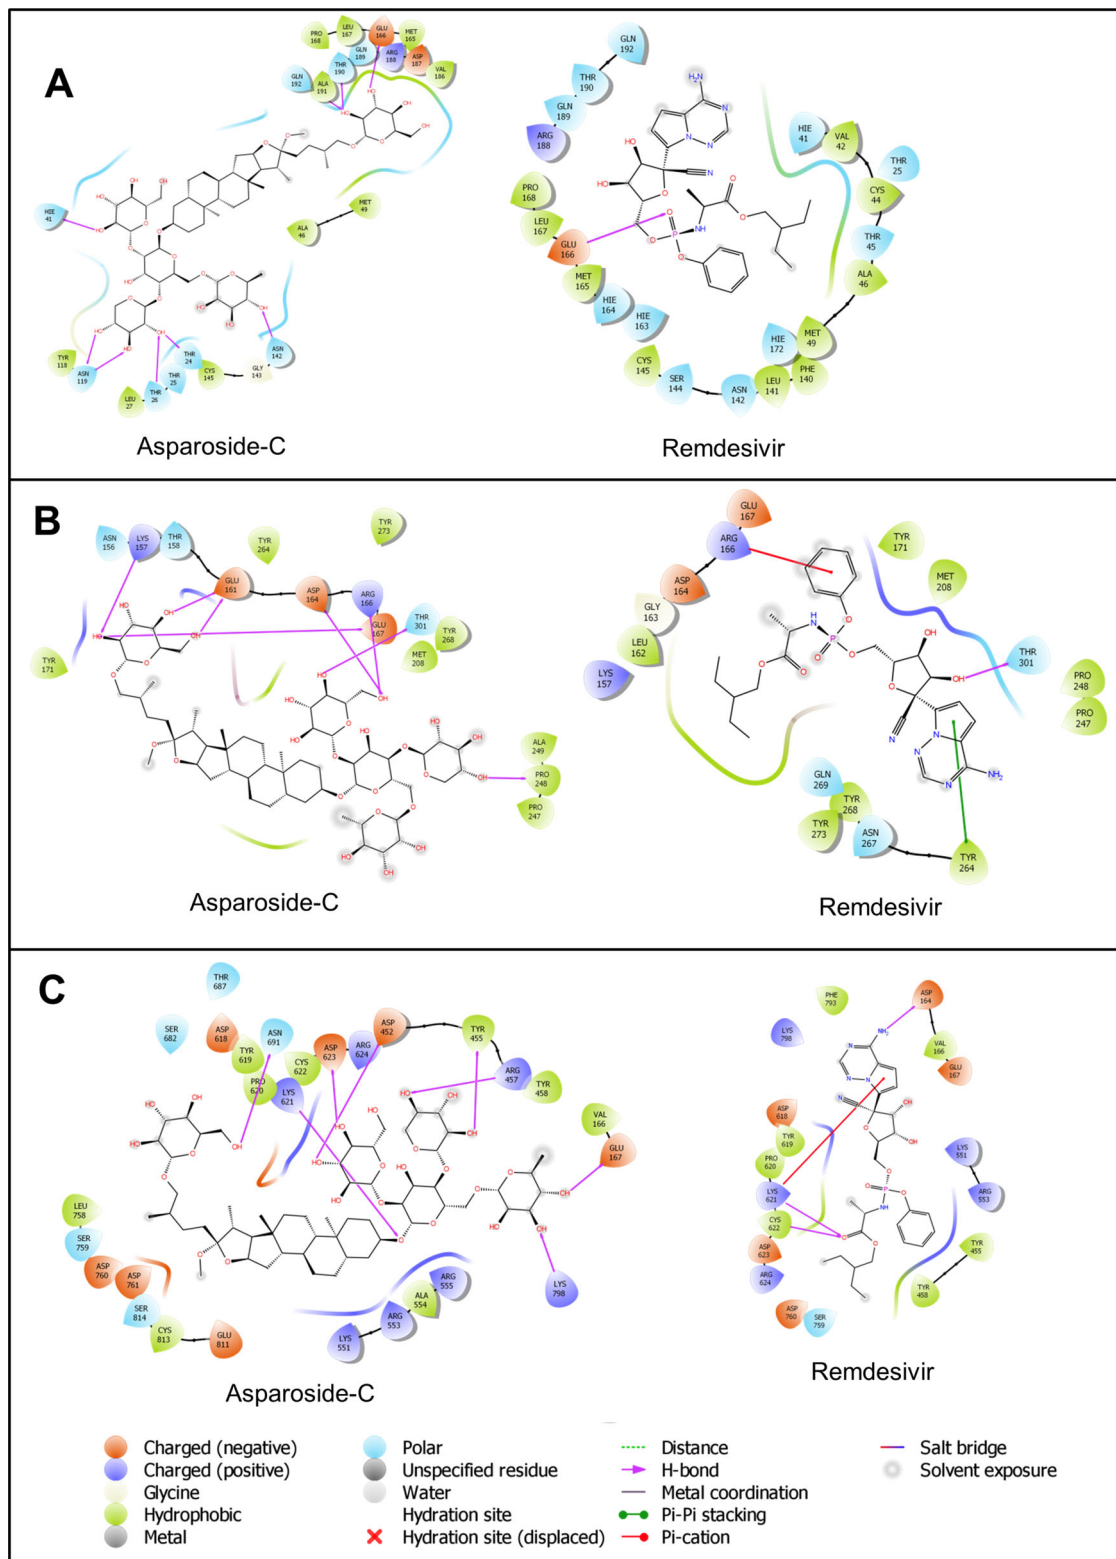 A
PRO 168
LEU 167
GLU 166
MET 165
GLN 189
ARG 188
ASP 187
THR 190
GLN 192
ALA 191
VAL 186
HIE 41
ALA 46
MET 49
TYR 118
ASN 119
LEU 27
THR 26
THR 25
THR 24
CYS 145
GLY 143
ASN 142
Asparoside-C
GLN 192
THR 190
GLN 189
ARG 188
PRO 168
LEU 167
GLU 166
MET 165
HIE 164
HIE 163
CYS 145
SER 144
ASN 142
LEU 141
PHE 140
HIE 172
MET 49
ALA 46
THR 45
CYS 44
THR 25
VAL 42
HIE 41
Remdesivir
B
ASN 156
LYS 157
THR 158
TYR 264
TYR 273
GLU 161
ASP 164
ARG 166
GLU 167
THR 301
TYR 268
MET 208
TYR 171
ALA 249
PRO 248
PRO 247
Asparoside-C
GLU 167
ARG 166
ASP 164
GLY 163
LEU 162
LYS 157
TYR 171
MET 208
THR 301
PRO 248
PRO 247
GLN 269
TYR 268
TYR 273
ASN 267
TYR 264
Remdesivir
C
THR 687
SER 682
ASP 618
ASN 691
TYR 619
PRO 620
CYS 622
LYS 621
ASP 623
ARG 624
ASP 452
TYR 455
ARG 457
TYR 458
VAL 166
GLU 167
LYS 798
LEU 758
SER 759
ASP 760
ASP 761
SER 814
CYS 813
GLU 811
LYS 551
ARG 553
ALA 554
ARG 555
Asparoside-C
PHE 793
LYS 798
ASP 164
VAL 166
GLU 167
ASP 618
TYR 619
PRO 620
LYS 621
CYS 622
ASP 623
ARG 624
ASP 760
SER 759
LYS 551
ARG 553
TYR 455
TYR 458
Remdesivir
Charged (negative)
Charged (positive)
Glycine
Hydrophobic
Metal
Polar
Unspecified residue
Water
Hydration site
Hydration site (displaced)
Distance
H-bond
Metal coordination
Pi-Pi stacking
Pi-cation
Salt bridge
Solvent exposure